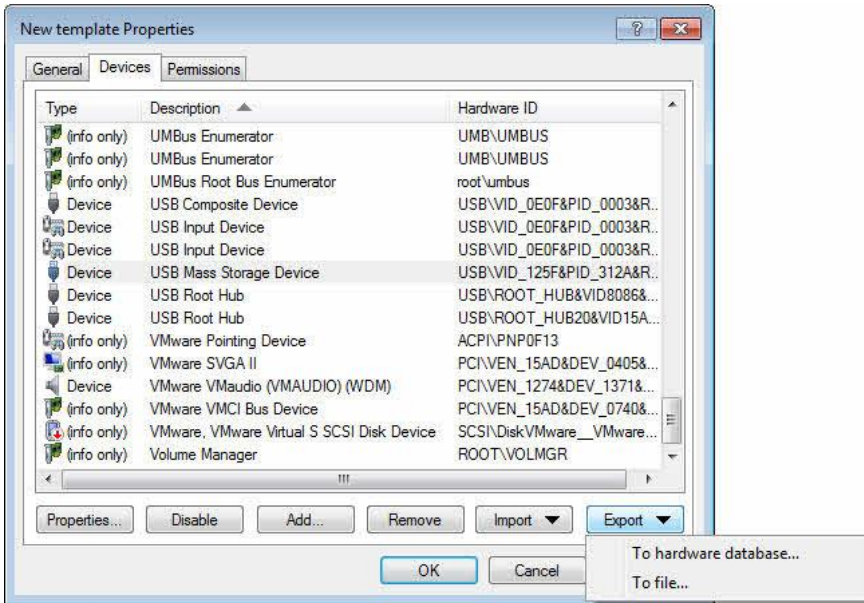 New template Properties
General Devices Permissions
Type Description Hardware ID
(info only) UMBus Enumerator UMB\UMBUS
(info only) UMBus Enumerator UMB\UMBUS
(info only) UMBus Root Bus Enumerator root\umbus
Device USB Composite Device USB\VID_0E0F&PID_0003&R..
Device USB Input Device USB\VID_0E0F&PID_0003&R..
Device USB Input Device USB\VID_0E0F&PID_0003&R..
Device USB Mass Storage Device USB\VID_125F&PID_312A&R..
Device USB Root Hub USB\ROOT_HUB&VID8086&...
Device USB Root Hub USB\ROOT_HUB20&VID15A...
(info only) VMware Pointing Device ACPI\PNP0F13
(info only) VMware SVGA II PCI\VEN_15AD&DEV_0405&..
Device VMware VMaudio (VMAUDIO) (WDM) PCI\VEN_1274&DEV_1371&...
(info only) VMware VMCI Bus Device PCI\VEN_15AD&DEV_0740&..
(info only) VMware, VMware Virtual S SCSI Disk Device SCSI\DiskVMware__VMware...
(info only) Volume Manager ROOT\VOLMGR
Properties... Disable Add... Remove Import Export
To hardware database...
OK Cancel
To file...